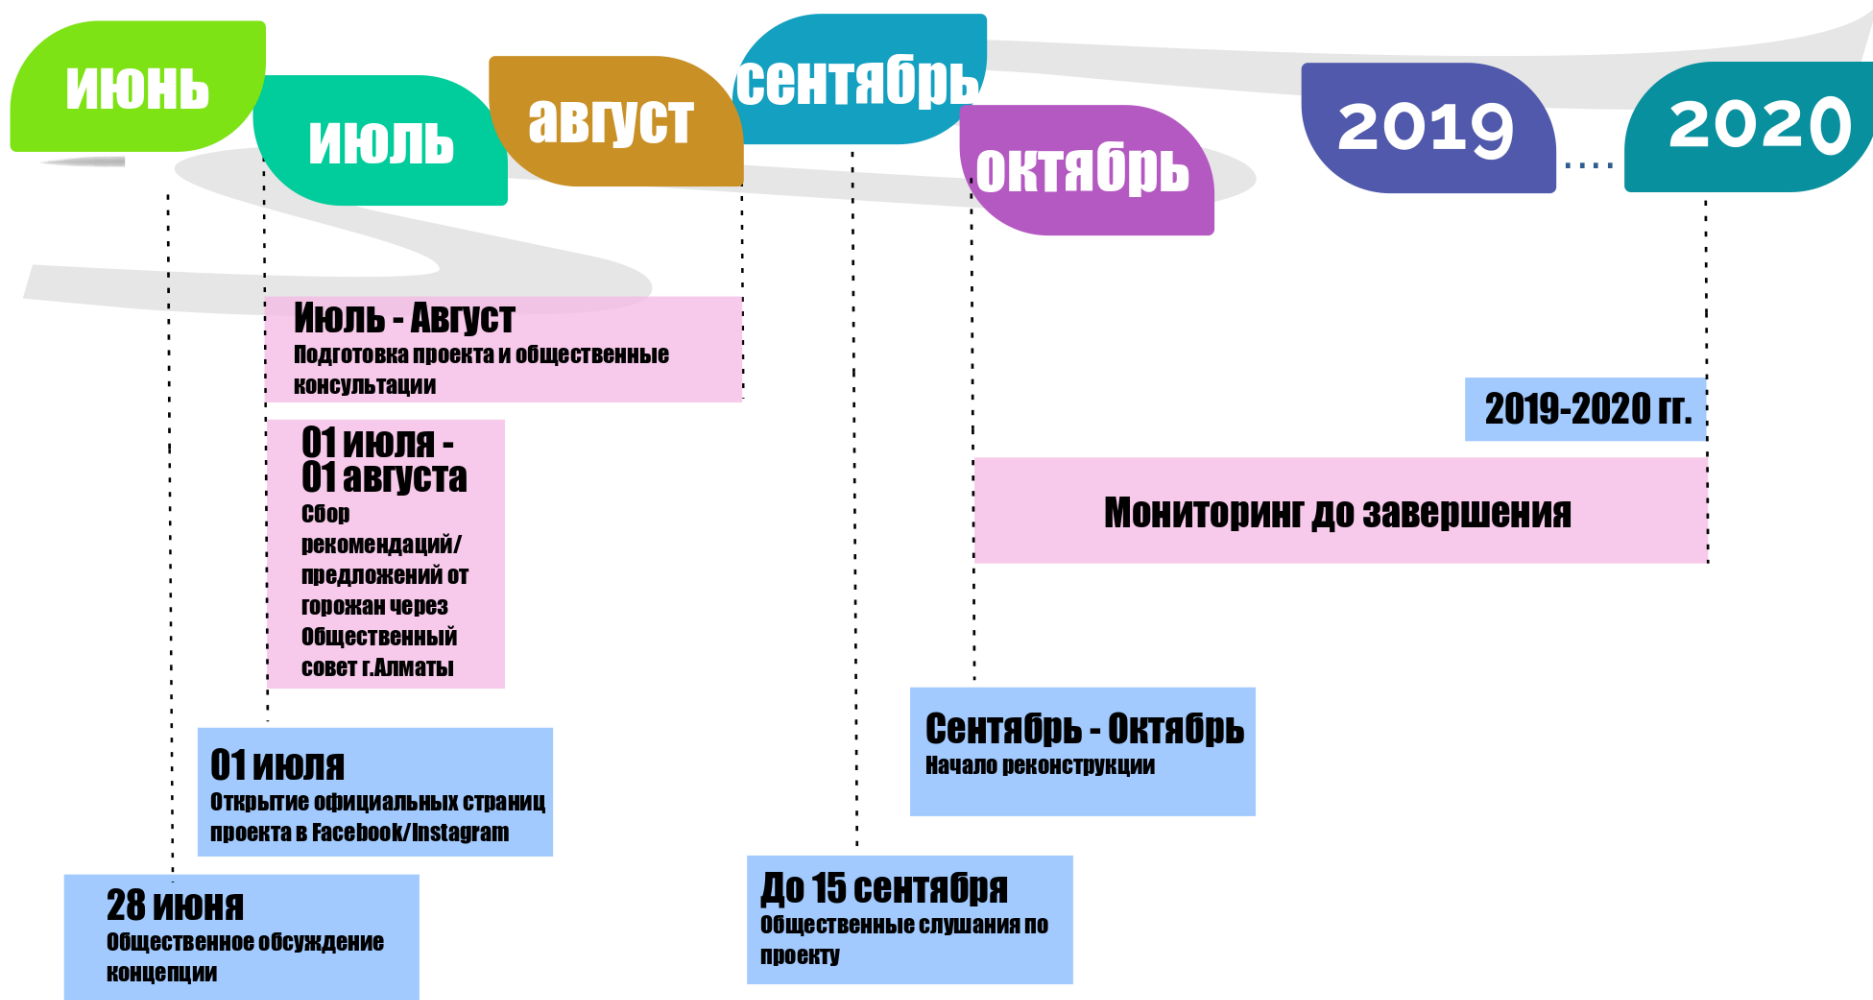 июнь
июль
август
сентябрь
октябрь
2019
....
2020
Июль - Август
Подготовка проекта и общественные
консультации
01 июля -
01 августа
Сбор
рекомендаций/
предложений от
горожан через
Общественный
совет г.Алматы
2019-2020 гг.
Мониторинг до завершения
Сентябрь - Октябрь
Начало реконструкции
01 июля
Открытие официальных страниц
проекта в Facebook/Instagram
До 15 сентября
Общественные слушания по
проекту
28 июня
Общественное обсуждение
концепции